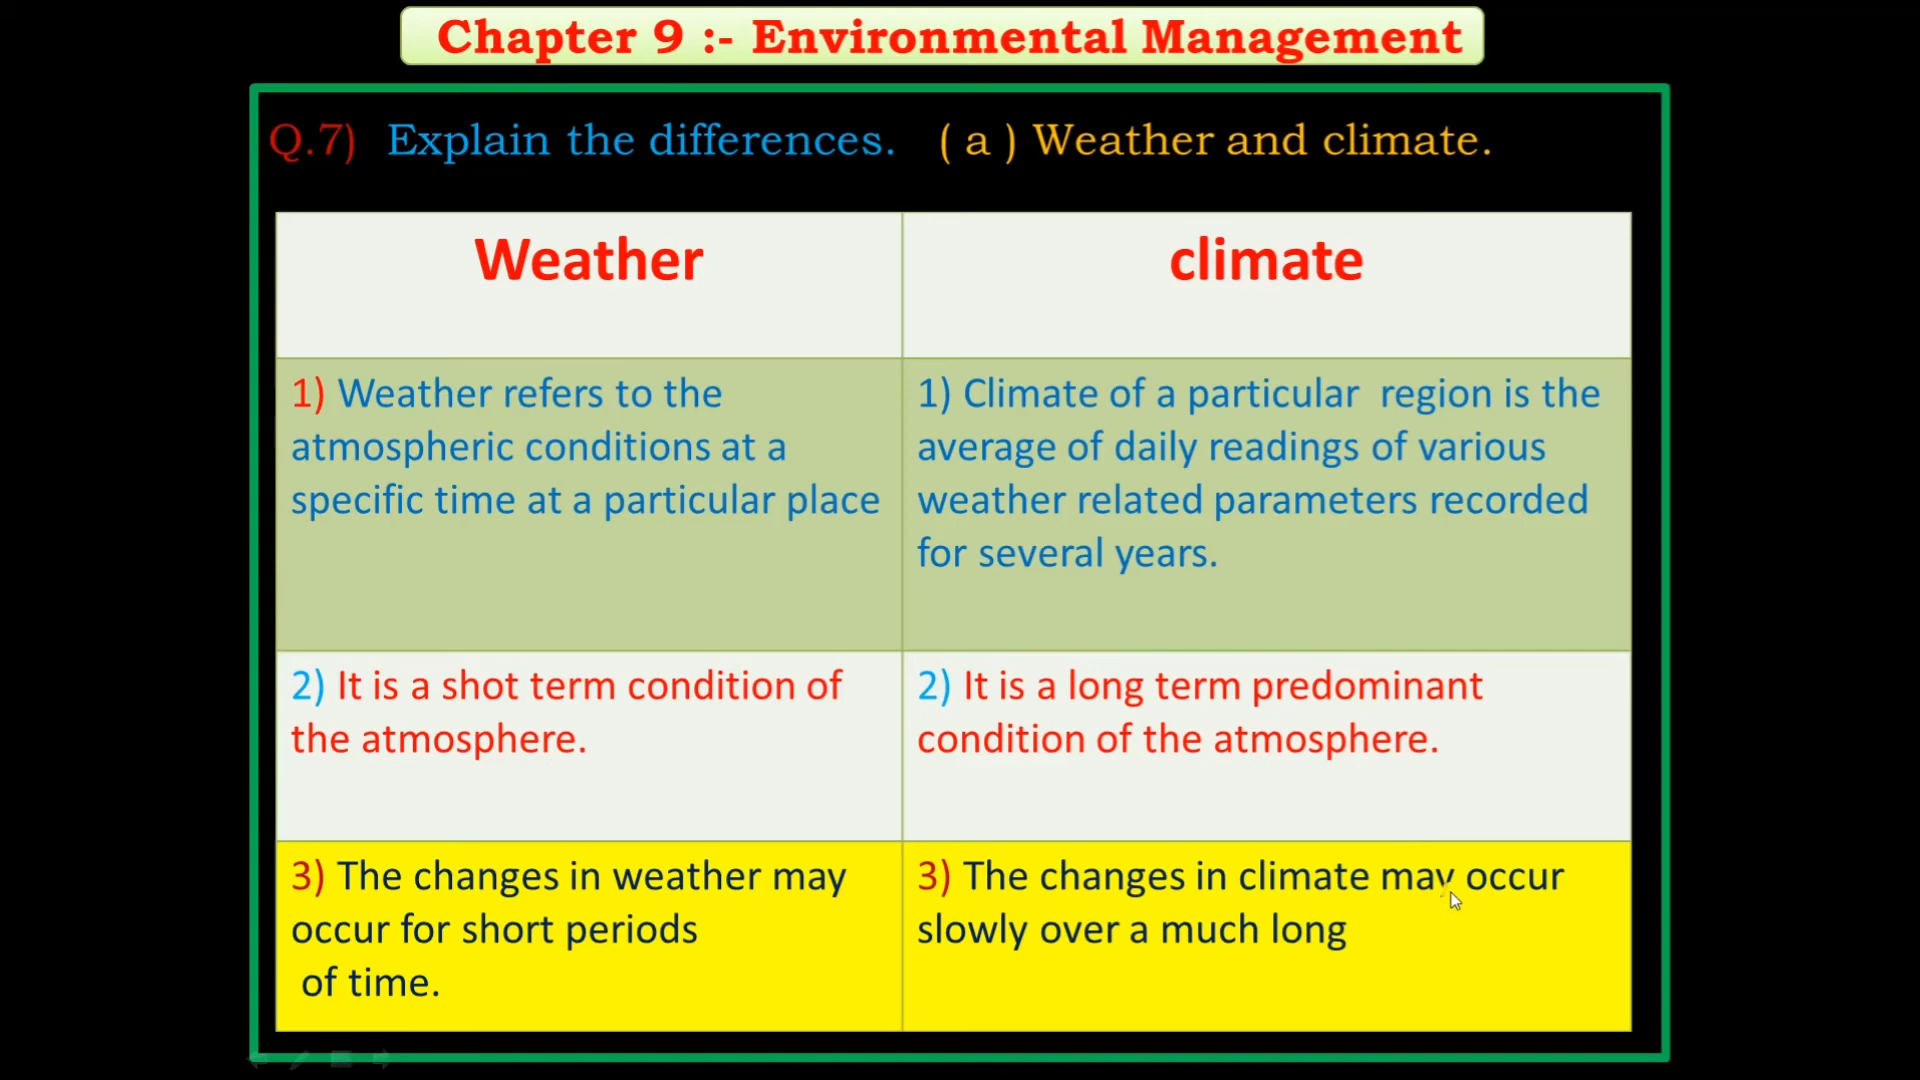 Chapter 9 :- Environmental Management
Q.7) Explain the differences. ( a ) Weather and climate.
Weather
climate
1) Weather refers to the
atmospheric conditions at a
specific time at a particular place
1) Climate of a particular region is the
average of daily readings of various
weather related parameters recorded
for several years.
2) It is a shot term condition of
the atmosphere.
2) It is a long term predominant
condition of the atmosphere.
3) The changes in weather may
occur for short periods
of time.
3) The changes in climate may occur
slowly over a much long